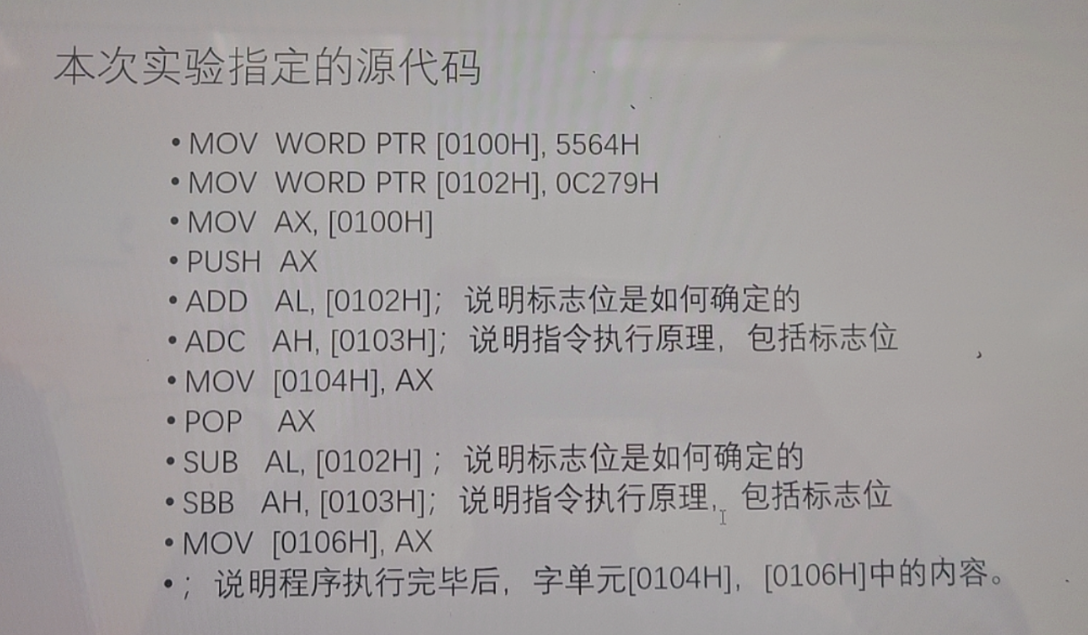 本次实验指定的源代码
•MOV WORD PTR [0100H], 5564H
•MOV WORD PTR [0102H], 0C279H
•MOV AX, [0100H]
•PUSH AX
•ADD AL, [0102H]；说明标志位是如何确定的
•ADC AH, [0103H]；说明指令执行原理，包括标志位
•MOV [0104H], AX
•POP AX
•SUB AL, [0102H] ；说明标志位是如何确定的
•SBB AH, [0103H]；说明指令执行原理，包括标志位
•MOV [0106H], AX
•；说明程序执行完毕后，字单元[0104H]，[0106H]中的内容。